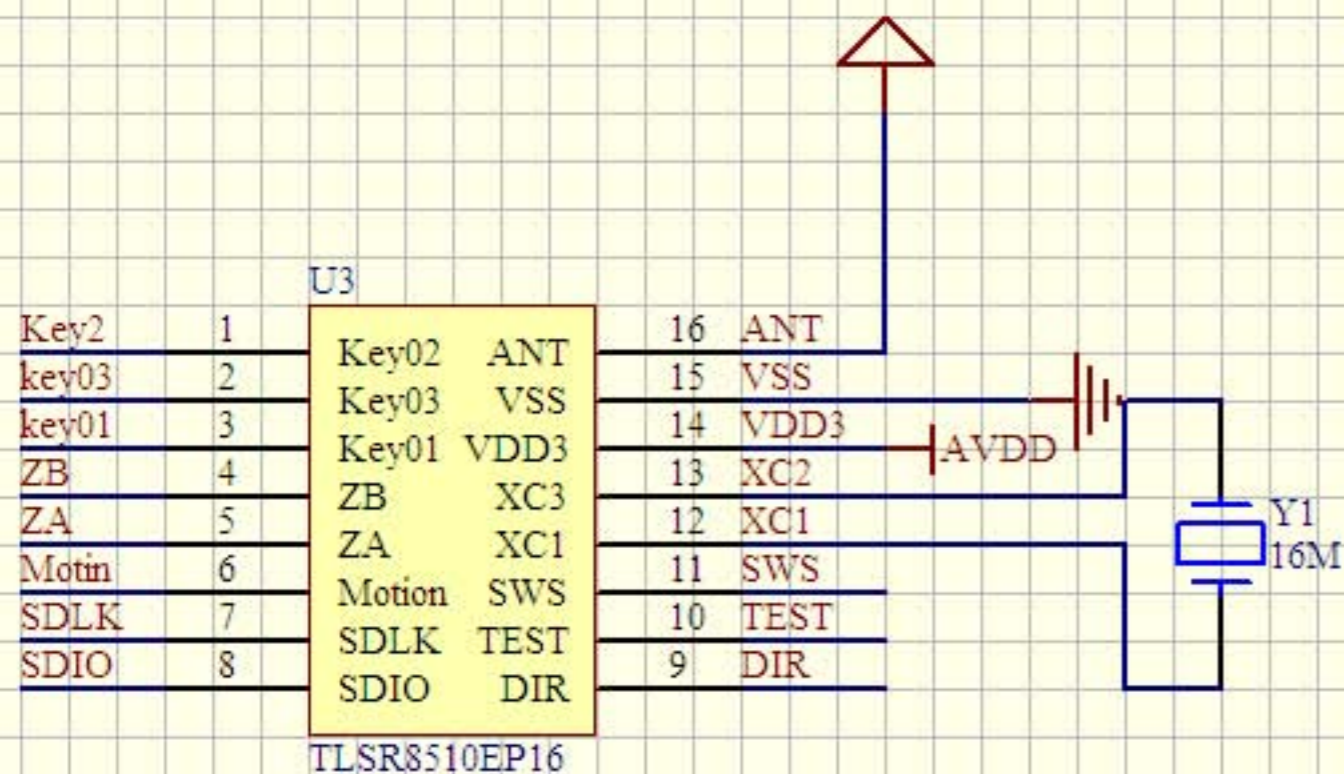 U3
Key2 1 Key02 ANT 16 ANT
key03 2 Key03 VSS 15 VSS
key01 3 Key01 VDD3 14 VDD3 AVDD
ZB 4 ZB XC3 13 XC2
ZA 5 ZA XC1 12 XC1 Y1
Motin 6 Motion SWS 11 SWS 16M
SDLK 7 SDLK TEST 10 TEST
SDIO 8 SDIO DIR 9 DIR
TLSR8510EP16